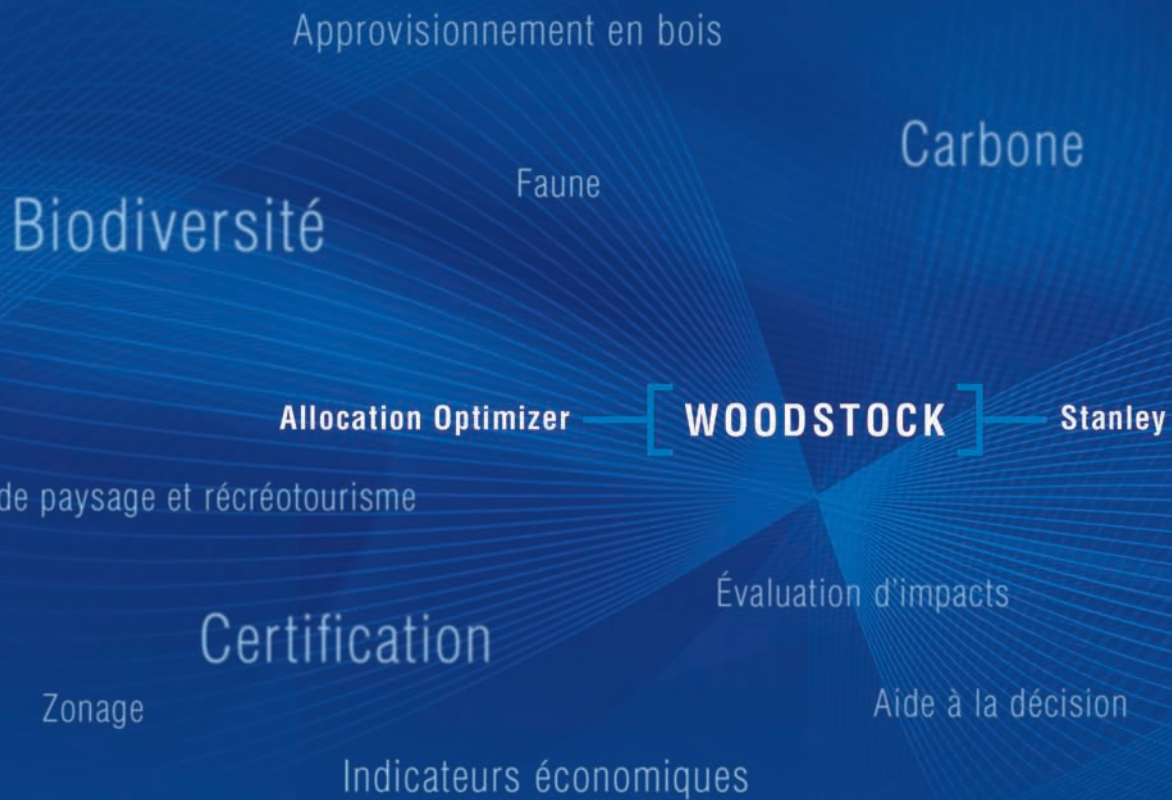 Approvisionnement en bois
Carbone
Faune
Biodiversité
Allocation Optimizer WOODSTOCK Stanley
de paysage et récréotourisme
Évaluation d'impacts
Certification
Zonage
Aide à la décision
Indicateurs économiques